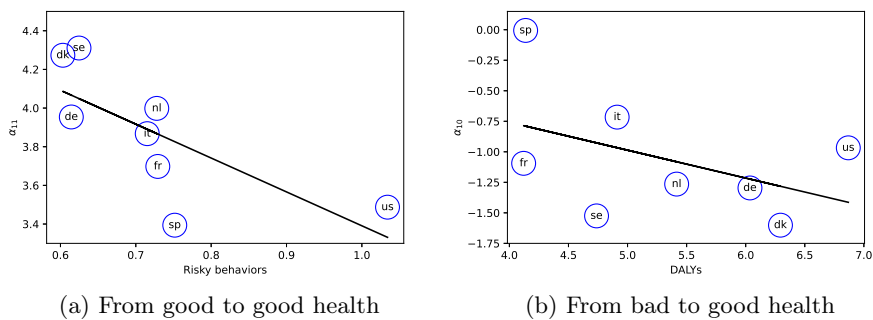 4.4
4.2
4.0
3.8
3.6
3.4
α11
0.6 0.7 0.8 0.9 1.0
Risky behaviors
dk
se
de
nl
it
fr
sp
us
(a) From good to good health
0.00
−0.25
−0.50
−0.75
−1.00
−1.25
−1.50
−1.75
α10
4.0 4.5 5.0 5.5 6.0 6.5 7.0
DALYs
sp
it
us
fr
nl
de
se
dk
(b) From bad to good health